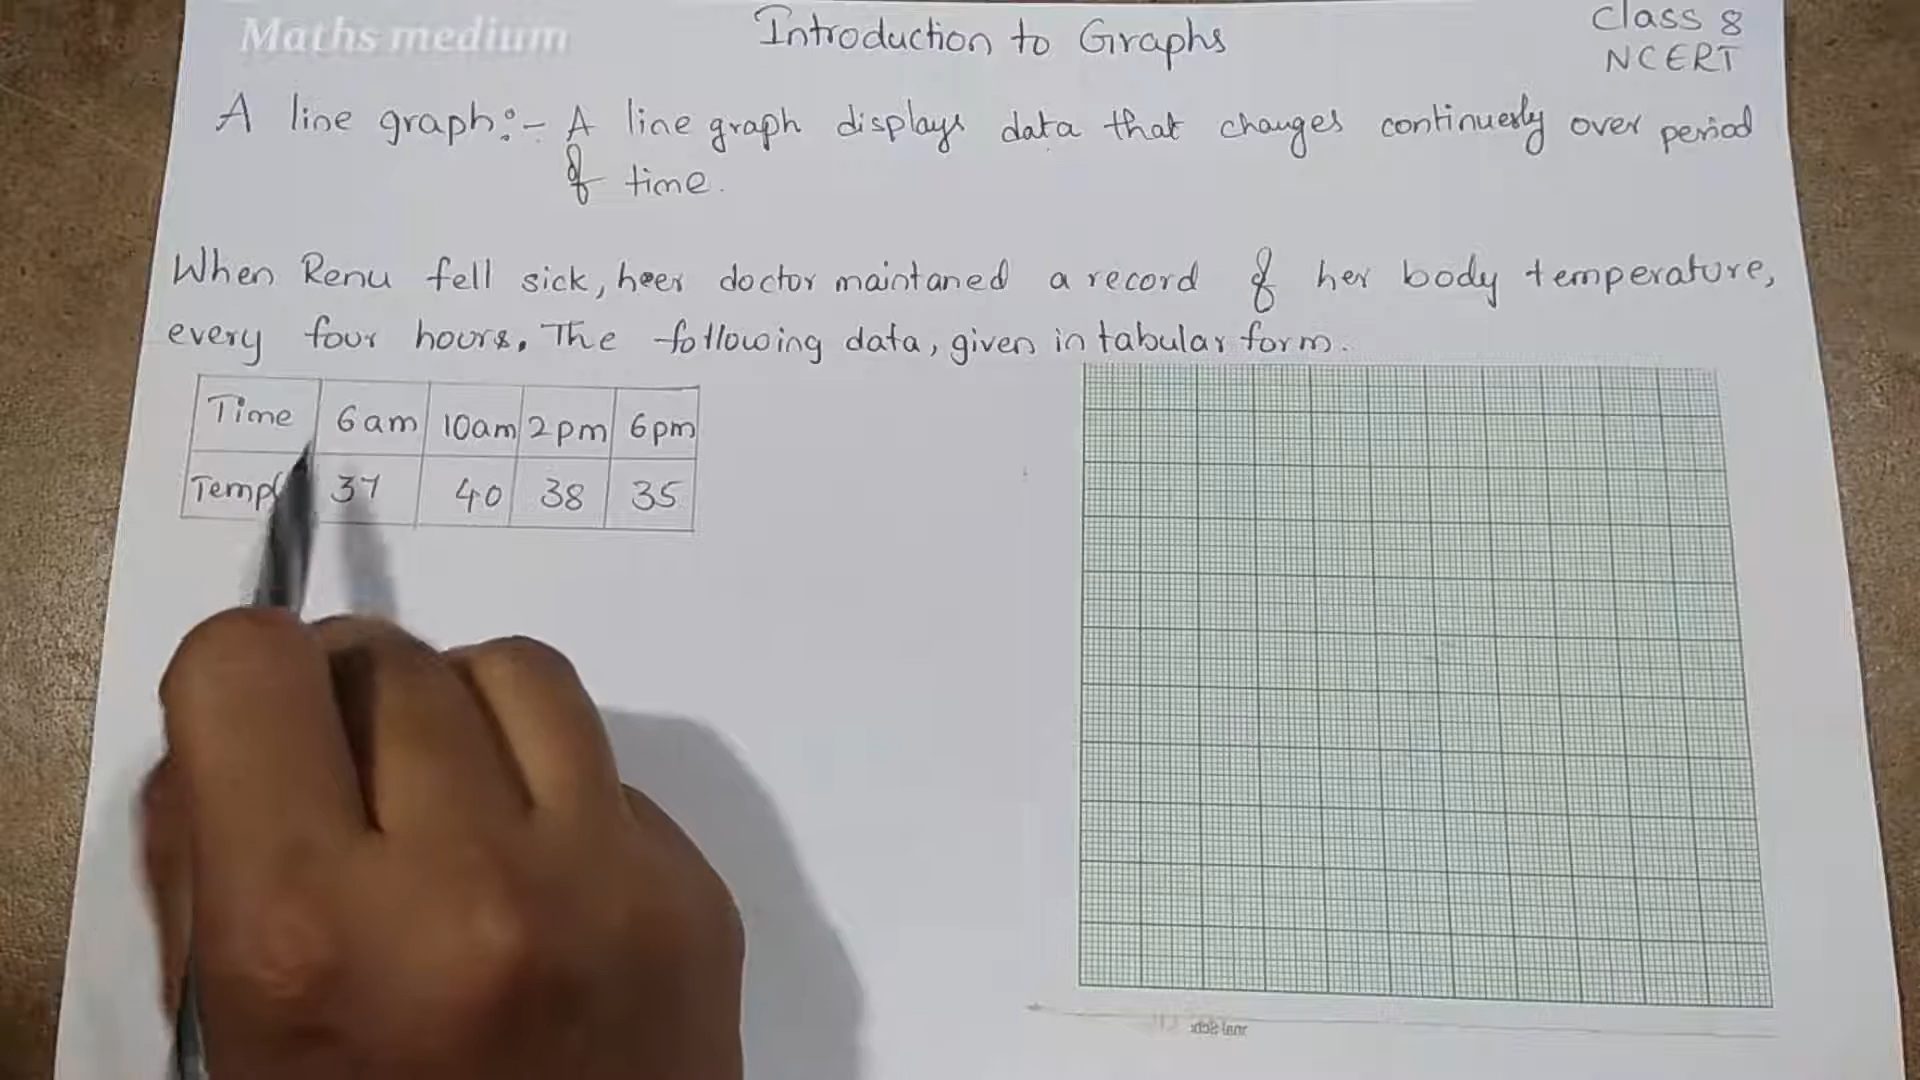 Maths medium
Introduction to Graphs
Class 8
NCERT
A line graph:- A line graph displays data that changes continuesly over period
of time.
When Renu fell sick, heer doctor maintaned a record of her body temperature,
every four hours. The following data, given in tabular form.
Time 6am 10am 2pm 6pm
Temp( 37 40 38 35